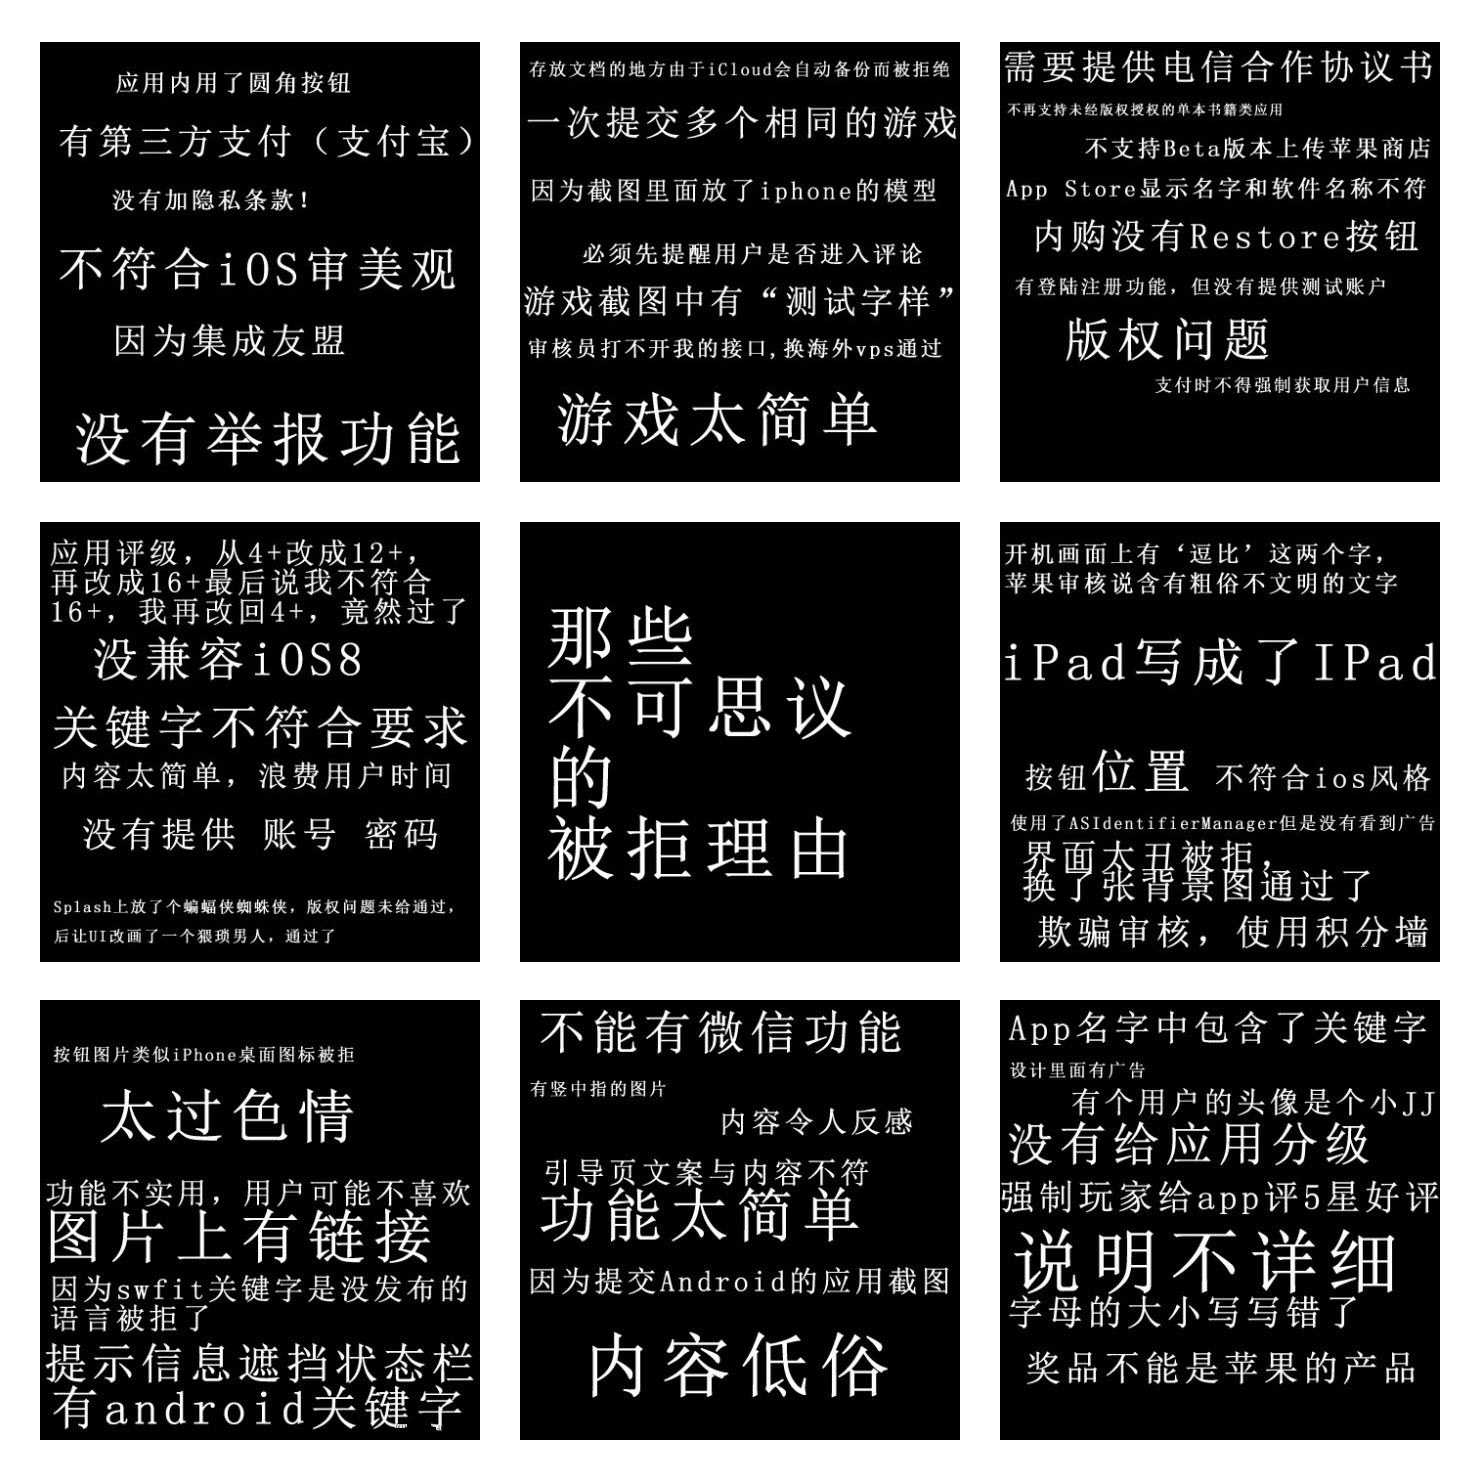 应用内用了圆角按钮
有第三方支付（支付宝）
没有加隐私条款！
不符合iOS审美观
因为集成友盟
没有举报功能
存放文档的地方由于iCloud会自动备份而被拒绝
一次提交多个相同的游戏
因为截图里面放了iphone的模型
必须先提醒用户是否进入评论
游戏截图中有“测试字样”
审核员打不开我的接口,换海外vps通过
游戏太简单
需要提供电信合作协议书
不再支持未经版权授权的单本书籍类应用
不支持Beta版本上传苹果商店
App Store显示名字和软件名称不符
内购没有Restore按钮
有登陆注册功能，但没有提供测试账户
版权问题
支付时不得强制获取用户信息
应用评级，从4+改成12+，
再改成16+最后说我不符合
16+，我再改回4+，竟然过了
没兼容iOS8
关键字不符合要求
内容太简单，浪费用户时间
没有提供 账号 密码
Splash上放了个蝙蝠侠蜘蛛侠，版权问题未给通过，
后让UI改画了一个猥琐男人，通过了
那些
不可思议
的
被拒理由
开机画面上有‘逗比’这两个字，
苹果审核说含有粗俗不文明的文字
iPad写成了IPad
按钮位置 不符合ios风格
使用了ASIdentifierManager但是没有看到广告
界面太丑被拒，
换了张背景图通过了
欺骗审核，使用积分墙
按钮图片类似iPhone桌面图标被拒
太过色情
功能不实用，用户可能不喜欢
图片上有链接
因为swfit关键字是没发布的
语言被拒了
提示信息遮挡状态栏
有android关键字
不能有微信功能
有竖中指的图片
内容令人反感
引导页文案与内容不符
功能太简单
因为提交Android的应用截图
内容低俗
App名字中包含了关键字
设计里面有广告
有个用户的头像是个小JJ
没有给应用分级
强制玩家给app评5星好评
说明不详细
字母的大小写写错了
奖品不能是苹果的产品